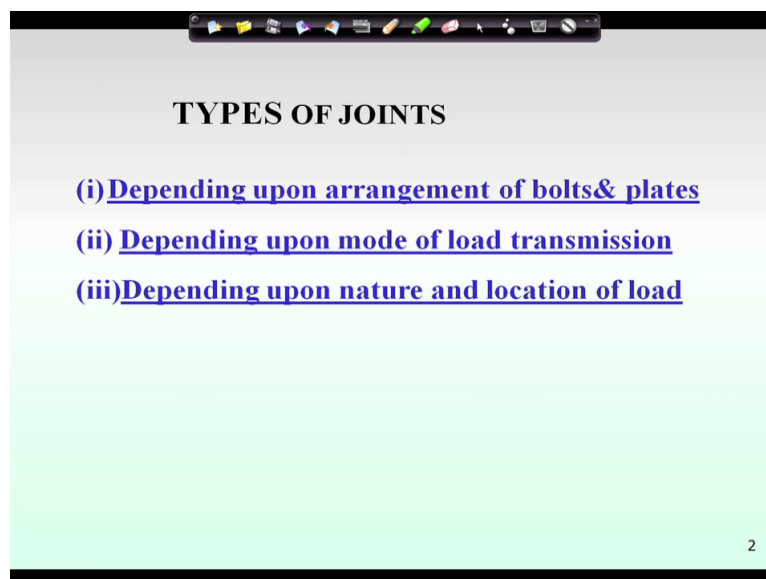 TYPES OF JOINTS
(i) Depending upon arrangement of bolts& plates
(ii) Depending upon mode of load transmission
(iii)Depending upon nature and location of load
2